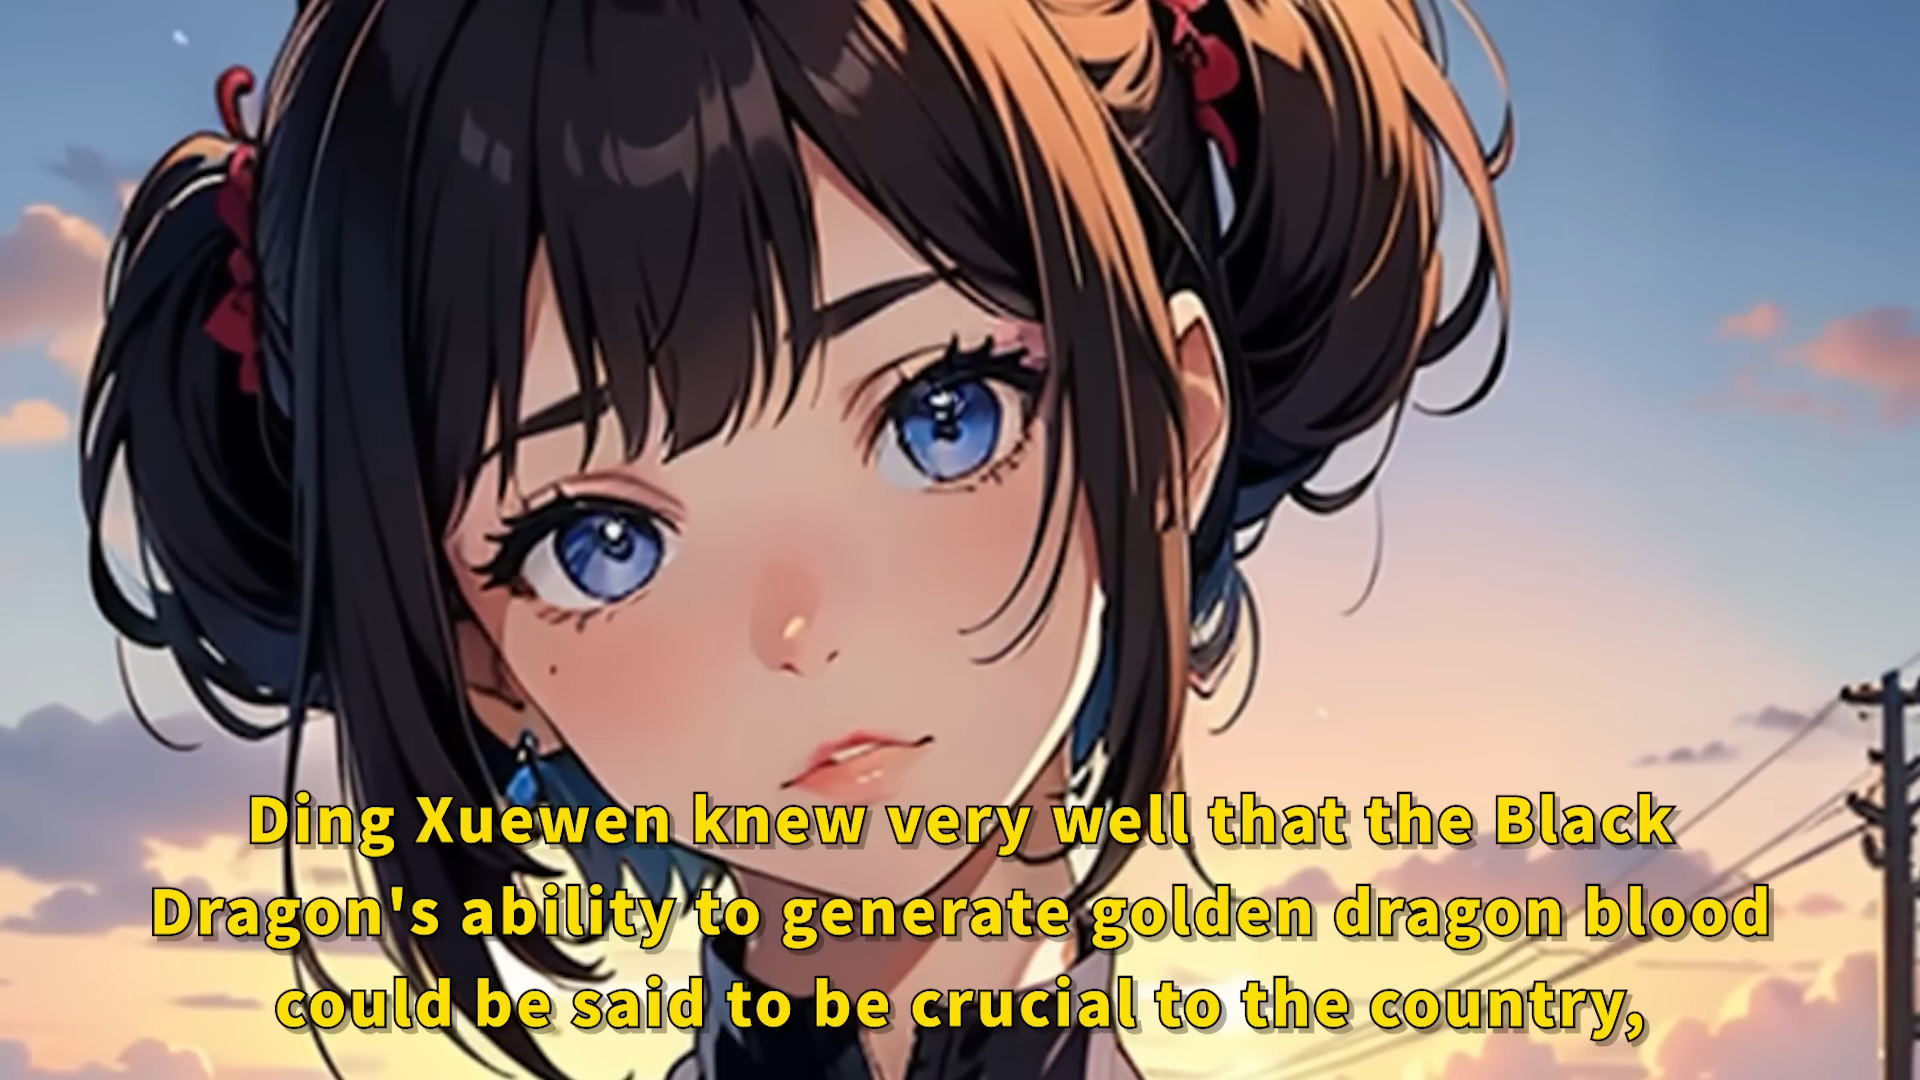 Ding Xuewen knew very well that the Black
Dragon's ability to generate golden dragon blood
could be said to be crucial to the country,